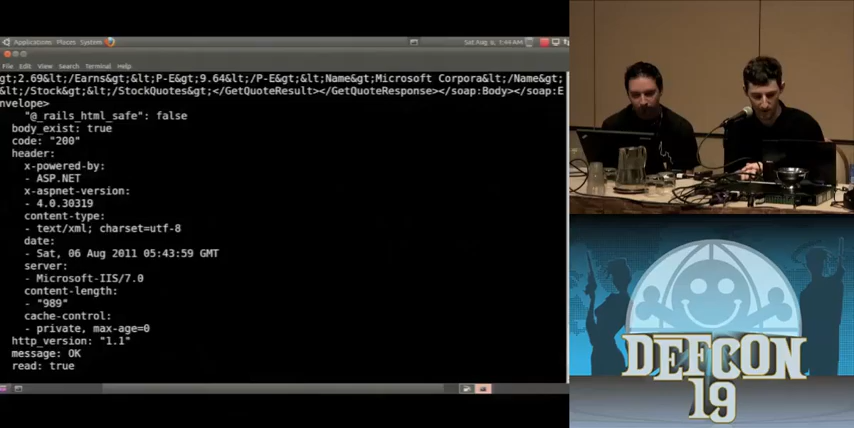 Applications Places System Sat Aug 6, 1:44 AM
File Edit View Search Terminal Help
gt;2.69&lt;/Earns&gt;&lt;P-E&gt;9.64&lt;/P-E&gt;&lt;Name&gt;Microsoft Corpora&lt;/Name&gt;
&lt;/Stock&gt;&lt;/StockQuotes&gt;</GetQuoteResult></GetQuoteResponse></soap:Body></soap:E
nvelope>
"@_rails_html_safe": false
body_exist: true
code: "200"
header:
x-powered-by:
- ASP.NET
x-aspnet-version:
- 4.0.30319
content-type:
- text/xml; charset=utf-8
date:
- Sat, 06 Aug 2011 05:43:59 GMT
server:
- Microsoft-IIS/7.0
content-length:
- "989"
cache-control:
- private, max-age=0
http_version: "1.1"
message: OK
read: true
DEFCON
19